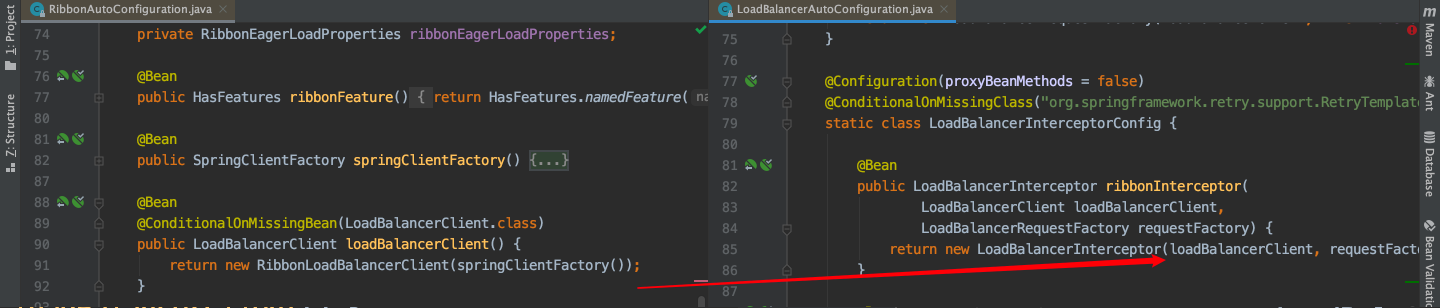 RibbonAutoConfiguration.java
74 private RibbonEagerLoadProperties ribbonEagerLoadProperties;
75
76 @Bean
77 public HasFeatures ribbonFeature() { return HasFeatures.namedFeature( na
80
81 @Bean
82 public SpringClientFactory springClientFactory() {...}
87
88 @Bean
89 @ConditionalOnMissingBean(LoadBalancerClient.class)
90 public LoadBalancerClient loadBalancerClient() {
91 return new RibbonLoadBalancerClient(springClientFactory());
92 }
93
LoadBalancerAutoConfiguration.java
75 }
76
77 @Configuration(proxyBeanMethods = false)
78 @ConditionalOnMissingClass("org.springframework.retry.support.RetryTemplate
79 static class LoadBalancerInterceptorConfig {
80
81 @Bean
82 public LoadBalancerInterceptor ribbonInterceptor(
83 LoadBalancerClient loadBalancerClient,
84 LoadBalancerRequestFactory requestFactory) {
85 return new LoadBalancerInterceptor(loadBalancerClient, requestFact
86 }
87
1: Project
Z: Structure
m Maven
Ant
Database
Bean Validati